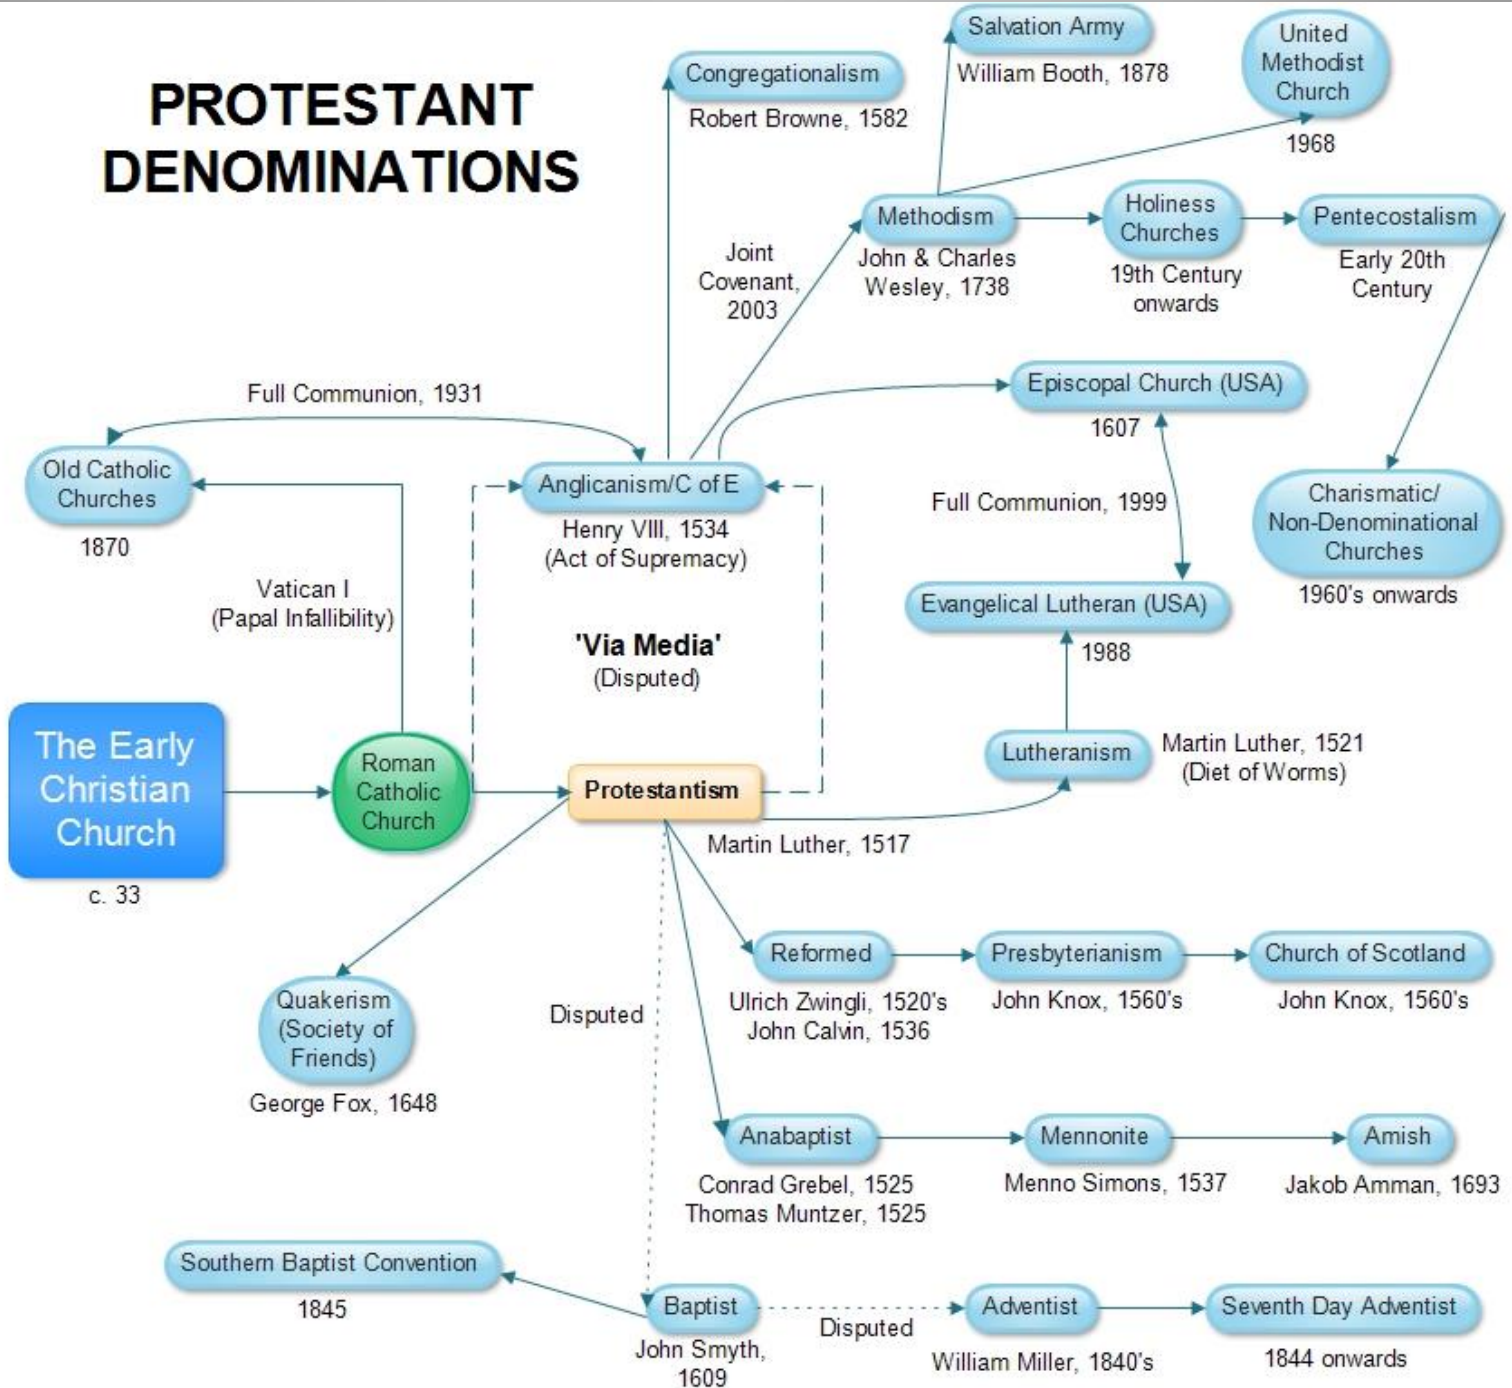 PROTESTANT
DENOMINATIONS
Congregationalism
Robert Browne, 1582
Salvation Army
William Booth, 1878
United
Methodist
Church
1968
Methodism
John & Charles
Wesley, 1738
Holiness
Churches
19th Century
onwards
Pentecostalism
Early 20th
Century
Joint
Covenant,
2003
Full Communion, 1931
Episcopal Church (USA)
1607
Old Catholic
Churches
1870
Anglicanism/C of E
Henry VIII, 1534
(Act of Supremacy)
Full Communion, 1999
Charismatic/
Non-Denominational
Churches
1960's onwards
Vatican I
(Papal Infallibility)
'Via Media'
(Disputed)
Evangelical Lutheran (USA)
1988
The Early
Christian
Church
c. 33
Roman
Catholic
Church
Protestantism
Lutheranism
Martin Luther, 1521
(Diet of Worms)
Martin Luther, 1517
Reformed
Ulrich Zwingli, 1520's
John Calvin, 1536
Presbyterianism
John Knox, 1560's
Church of Scotland
John Knox, 1560's
Quakerism
(Society of
Friends)
George Fox, 1648
Disputed
Anabaptist
Conrad Grebel, 1525
Thomas Muntzer, 1525
Mennonite
Menno Simons, 1537
Amish
Jakob Amman, 1693
Southern Baptist Convention
1845
Baptist
John Smyth,
1609
Disputed
Adventist
William Miller, 1840's
Seventh Day Adventist
1844 onwards